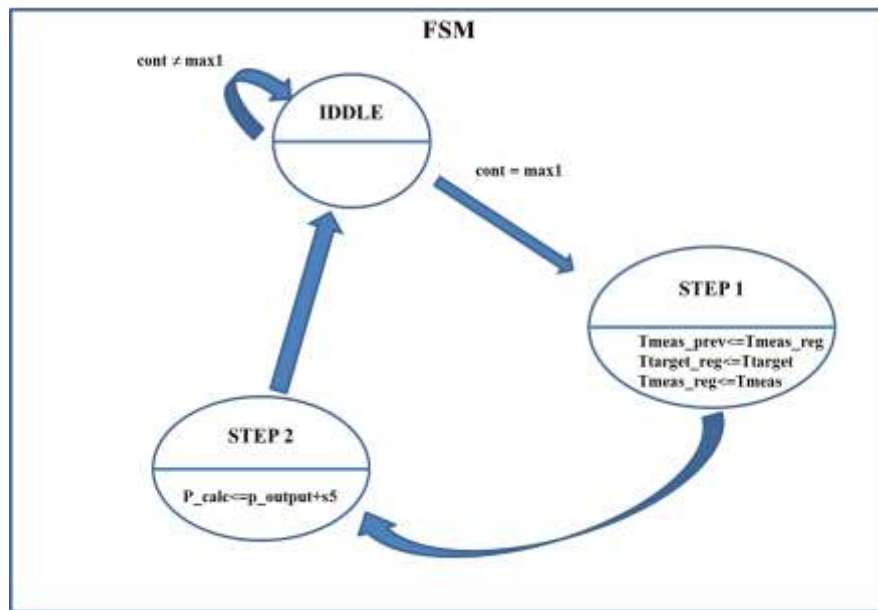 FSM
cont ≠ max1
IDDLE
cont = max1
STEP 1
Tmeas_prev<=Tmeas_reg
Ttarget_reg<=Ttarget
Tmeas_reg<=Tmeas
STEP 2
P_calc<=p_output+s5